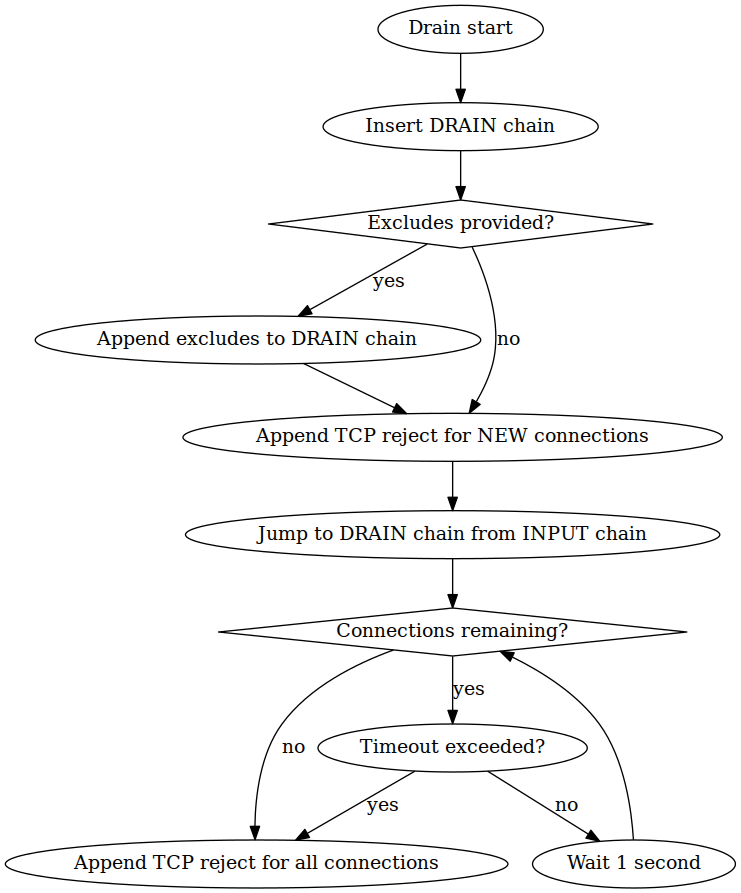 Drain start
Insert DRAIN chain
Excludes provided?
yes
Append excludes to DRAIN chain
no
Append TCP reject for NEW connections
Jump to DRAIN chain from INPUT chain
Connections remaining?
yes
no
Timeout exceeded?
yes
no
Append TCP reject for all connections
Wait 1 second